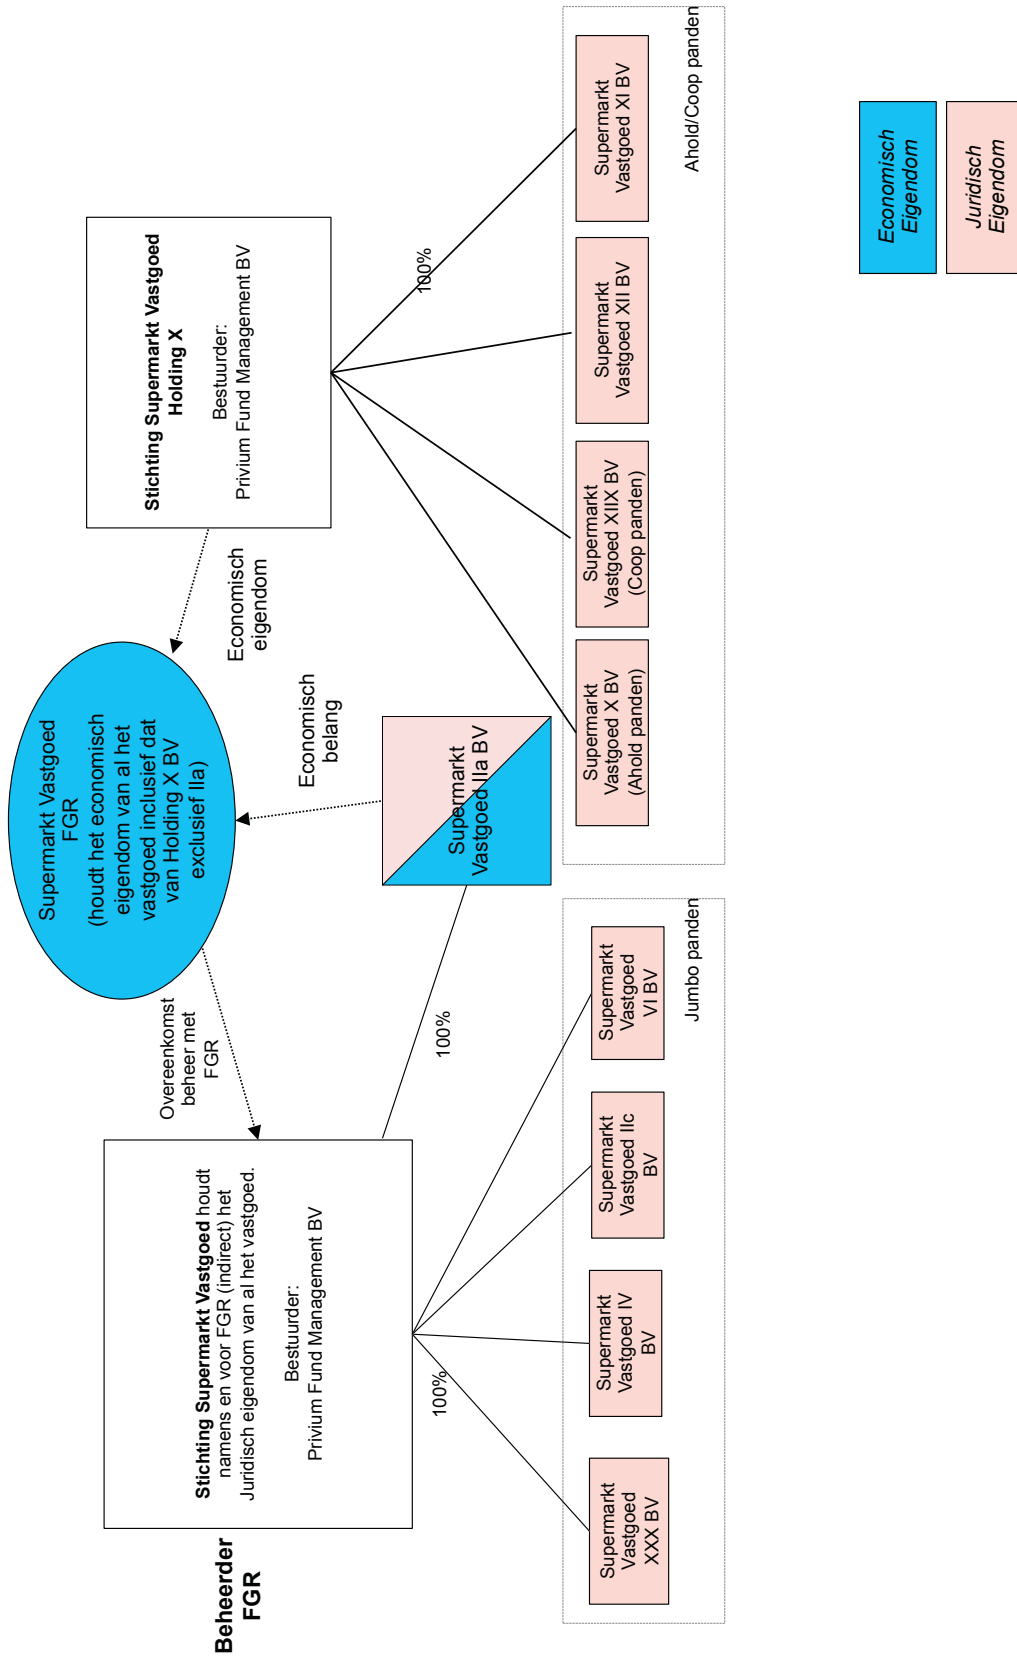 Beheerder
FGR
Stichting Supermarkt Vastgoed houdt
namens en voor FGR (indirect) het
Juridisch eigendom van al het vastgoed.
Bestuurder:
Privium Fund Management BV
Overeenkomst
beheer met
FGR
Supermarkt Vastgoed
FGR
(houdt het economisch
eigendom van al het
vastgoed inclusief dat
van Holding X BV
exclusief IIa)
Economisch
eigendom
Stichting Supermarkt Vastgoed
Holding X
Bestuurder:
Privium Fund Management BV
Economisch
belang
Supermarkt
Vastgoed IIa BV
100%
100%
100%
Supermarkt
Vastgoed
XXX BV
Supermarkt
Vastgoed IV
BV
Supermarkt
Vastgoed IIc
BV
Supermarkt
Vastgoed
VI BV
Jumbo panden
Supermarkt
Vastgoed X BV
(Ahold panden)
Supermarkt
Vastgoed XIIX BV
(Coop panden)
Supermarkt
Vastgoed XII BV
Supermarkt
Vastgoed XI BV
Ahold/Coop panden
Economisch
Eigendom
Juridisch
Eigendom